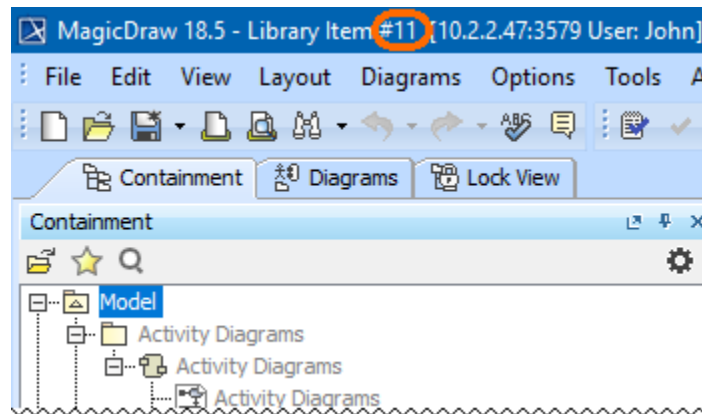 MagicDraw 18.5 - Library Item #11 [10.2.2.47:3579 User: John]
File Edit View Layout Diagrams Options Tools A
ABC
Containment Diagrams Lock View
Containment
Model
Activity Diagrams
Activity Diagrams
Activity Diagrams